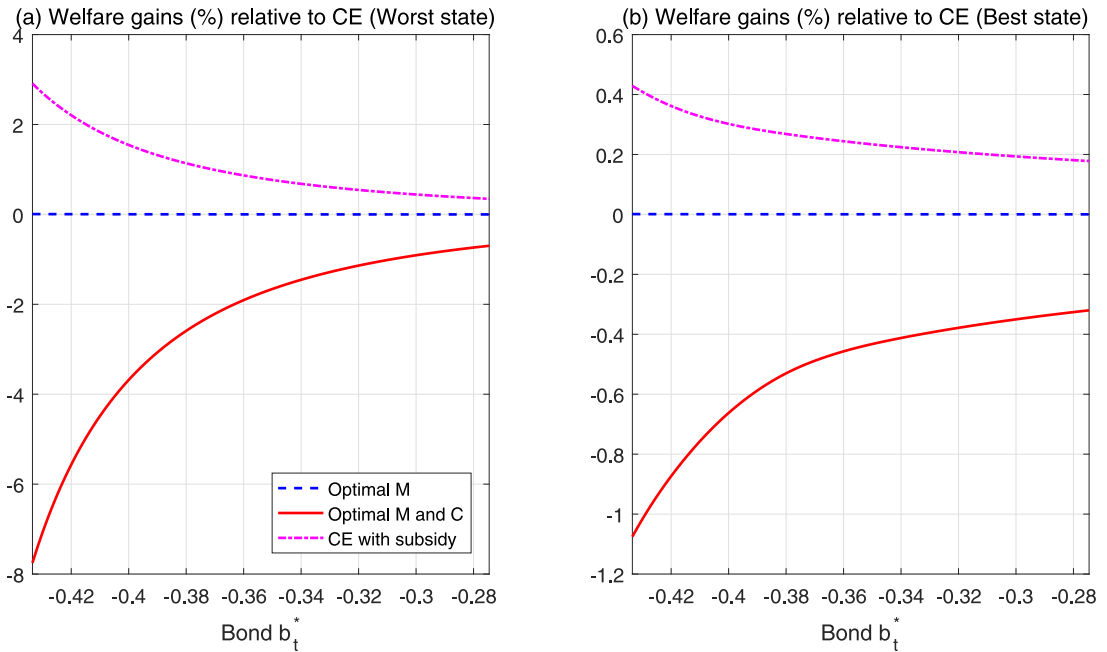 (a) Welfare gains (%) relative to CE (Worst state)
4
2
0
-2
-4
-6
-8
-0.42 -0.4 -0.38 -0.36 -0.34 -0.32 -0.3 -0.28
Bond b_t^*
Optimal M
Optimal M and C
CE with subsidy
(b) Welfare gains (%) relative to CE (Best state)
0.6
0.4
0.2
0
-0.2
-0.4
-0.6
-0.8
-1
-1.2
-0.42 -0.4 -0.38 -0.36 -0.34 -0.32 -0.3 -0.28
Bond b_t^*